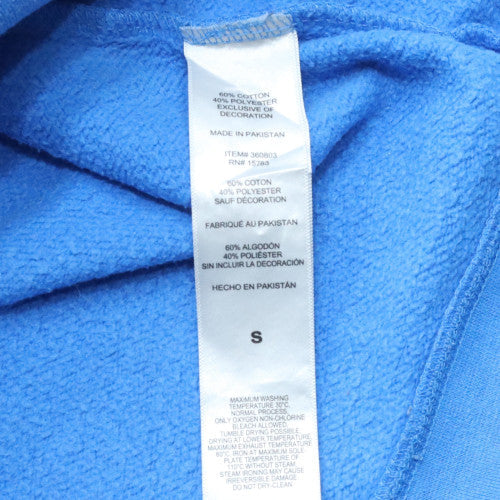 60% COTTON
40% POLYESTER
EXCLUSIVE OF
DECORATION
MADE IN PAKISTAN
ITEM# 360803
RN# 15763
60% COTON
40% POLYESTER
SAUF DÉCORATION
FABRIQUÉ AU PAKISTAN
60% ALGODÓN
40% POLIÉSTER
SIN INCLUIR LA DECORACIÓN
HECHO EN PAKISTÁN
S
MAXIMUM WASHING
TEMPERATURE 30°C,
NORMAL PROCESS.
ONLY OXYGEN NON-CHLORINE
BLEACH ALLOWED.
TUMBLE DRYING POSSIBLE.
DRYING AT LOWER TEMPERATURE.
MAXIMUM EXHAUST TEMPERATURE
60°C. IRON AT MAXIMUM SOLE
PLATE TEMPERATURE OF
110°C WITHOUT STEAM.
STEAM IRONING MAY CAUSE
IRREVERSIBLE DAMAGE.
DO NOT DRY-CLEAN.